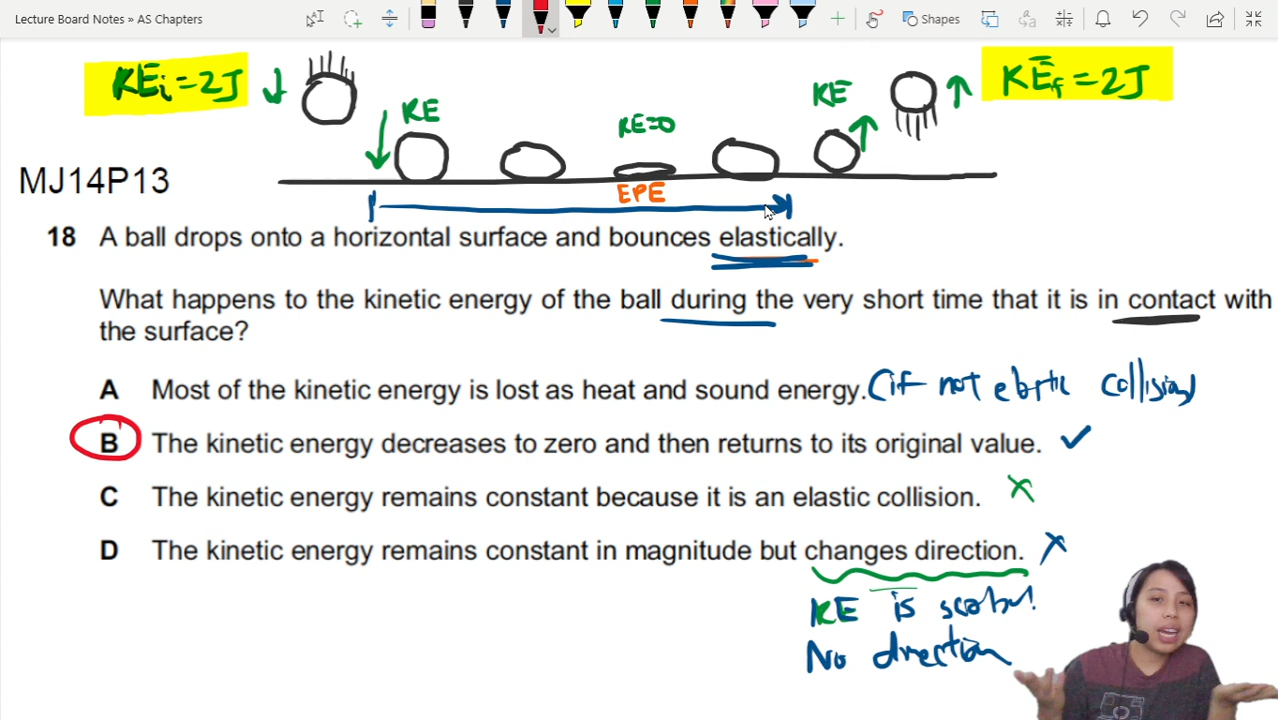 Lecture Board Notes » AS Chapters
Shapes
KEi = 2J
KE
KE=0
KE
KEf = 2J
EPE
MJ14P13
18 A ball drops onto a horizontal surface and bounces elastically.
What happens to the kinetic energy of the ball during the very short time that it is in contact with
the surface?
A Most of the kinetic energy is lost as heat and sound energy. (if not elastic collision)
B The kinetic energy decreases to zero and then returns to its original value. ✓
C The kinetic energy remains constant because it is an elastic collision. ✗
D The kinetic energy remains constant in magnitude but changes direction. ✗
KE is scalar!
No direction